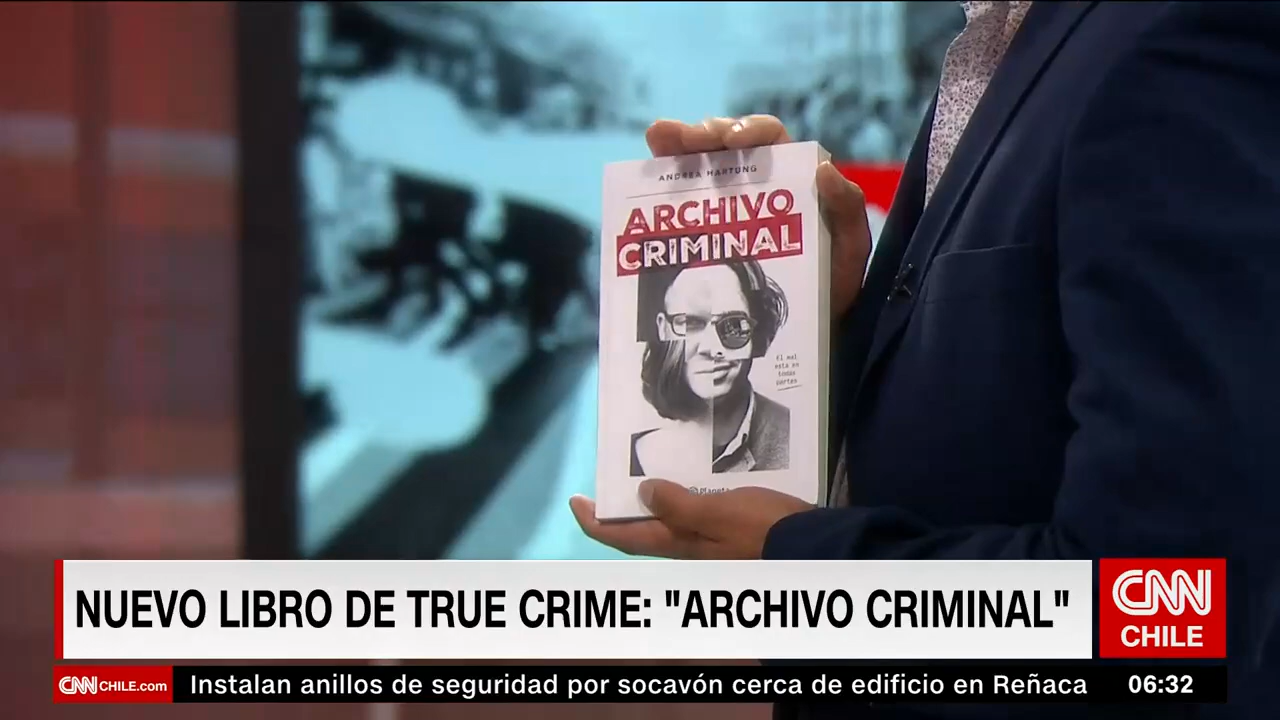 ANDREA HARTUNG
ARCHIVO
CRIMINAL
El mal
está en
todas
partes
Planeta
NUEVO LIBRO DE TRUE CRIME: "ARCHIVO CRIMINAL"
CNN
CHILE
CNNCHILE.com
Instalan anillos de seguridad por socavón cerca de edificio en Reñaca
06:32